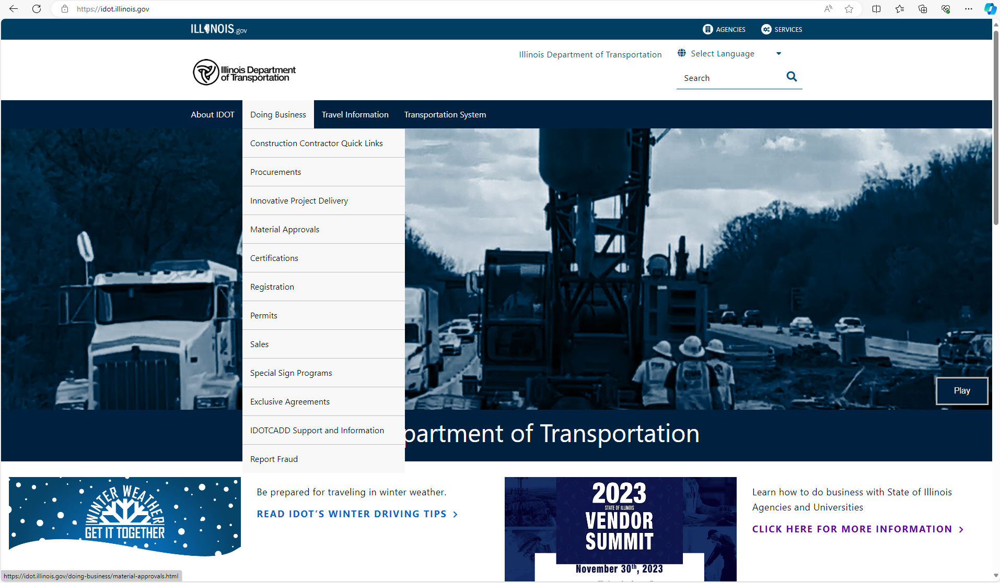 https://idot.illinois.gov
ILLINOIS.gov
AGENCIES
SERVICES
Illinois Department of Transportation
Select Language
Illinois Department
of Transportation
Search
About IDOT
Doing Business
Travel Information
Transportation System
Construction Contractor Quick Links
Procurements
Innovative Project Delivery
Material Approvals
Certifications
Registration
Permits
Sales
Special Sign Programs
Exclusive Agreements
IDOTCADD Support and Information
Report Fraud
Play
partment of Transportation
WINTER WEATHER
GET IT TOGETHER
Be prepared for traveling in winter weather.
READ IDOT’S WINTER DRIVING TIPS
2023
STATE OF ILLINOIS
VENDOR
SUMMIT
November 30th, 2023
Learn how to do business with State of Illinois
Agencies and Universities
CLICK HERE FOR MORE INFORMATION
https://idot.illinois.gov/doing-business/material-approvals.html